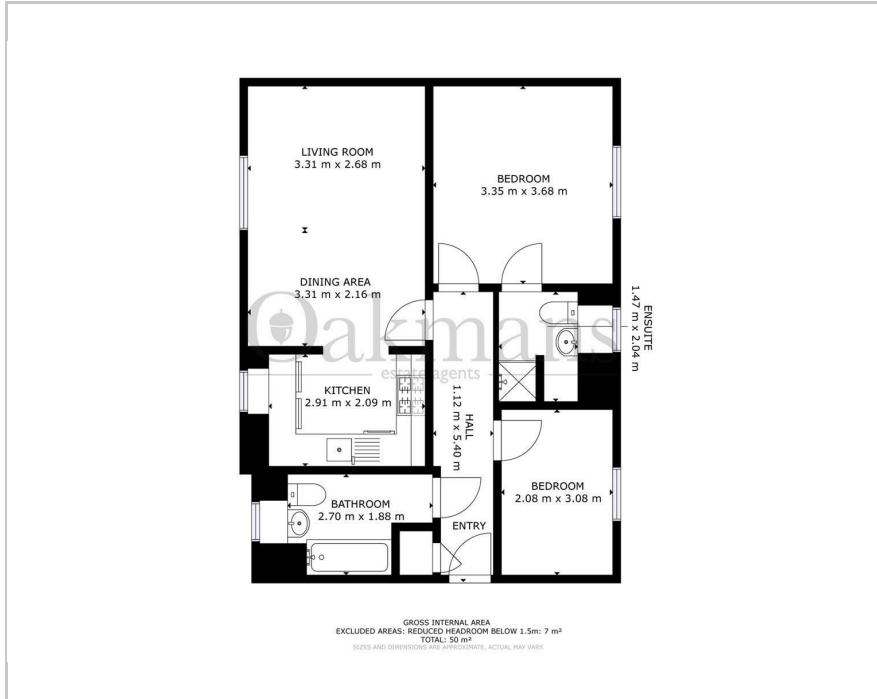 LIVING ROOM
3.31 m x 2.68 m
BEDROOM
3.35 m x 3.68 m
DINING AREA
3.31 m x 2.16 m
ENSUITE
1.47 m x 2.04 m
Oakmans
estate agents
KITCHEN
2.91 m x 2.09 m
HALL
1.12 m x 5.40 m
BATHROOM
2.70 m x 1.88 m
BEDROOM
2.08 m x 3.08 m
ENTRY
GROSS INTERNAL AREA
EXCLUDED AREAS: REDUCED HEADROOM BELOW 1.5m: 7 m²
TOTAL: 50 m²
SIZES AND DIMENSIONS ARE APPROXIMATE, ACTUAL MAY VARY.